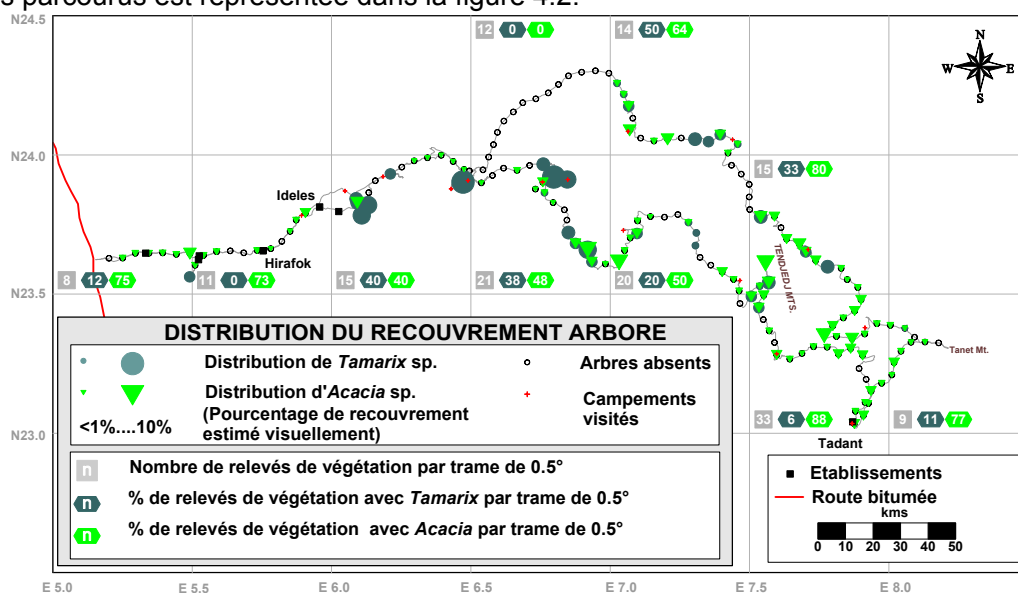 s parcourus est représentée dans la figure 4.2.
N24.5
12 0 0
14 50 64
N
W E
S
N24.0
15 33 80
Ideles
Hirafok
TENDJEDJ MTS.
N23.5
8 12 75
11 0 73
15 40 40
21 38 48
20 20 50
Tanet Mt.
DISTRIBUTION DU RECOUVREMENT ARBORE
Distribution de Tamarix sp.
Arbres absents
Distribution d'Acacia sp.
(Pourcentage de recouvrement
estimé visuellement)
<1%....10%
Campements
visités
N23.0
33 6 88
9 11 77
Tadant
n Nombre de relevés de végétation par trame de 0.5°
n % de relevés de végétation avec Tamarix par trame de 0.5°
n % de relevés de végétation avec Acacia par trame de 0.5°
Etablissements
Route bitumée
kms
0 10 20 30 40 50
E 5.0 E 5.5 E 6.0 E 6.5 E 7.0 E 7.5 E 8.0